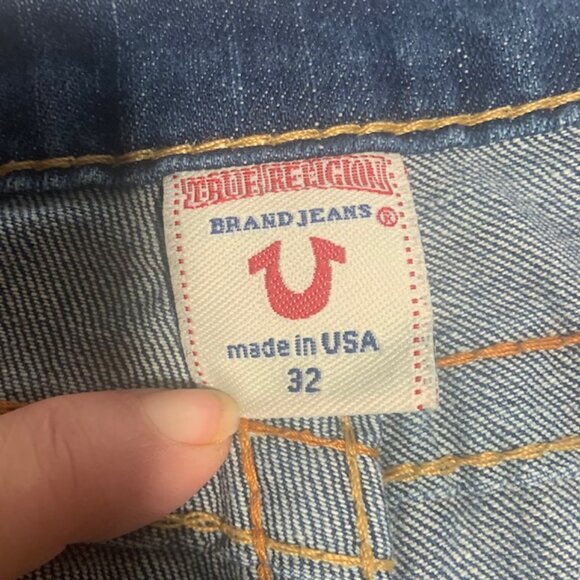 TRUE RELIGION
BRAND JEANS ®
made in USA
32